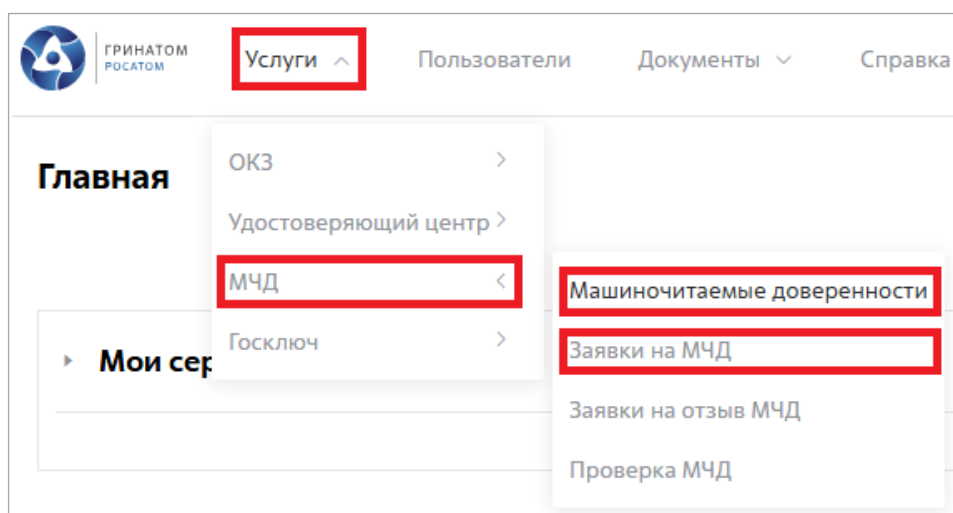 ГРИНАТОМ
РОСАТОМ
Услуги
Пользователи
Документы
Справка
Главная
ОКЗ
Удостоверяющий центр
МЧД
Госключ
Машиночитаемые доверенности
Заявки на МЧД
Заявки на отзыв МЧД
Проверка МЧД
Мои сер